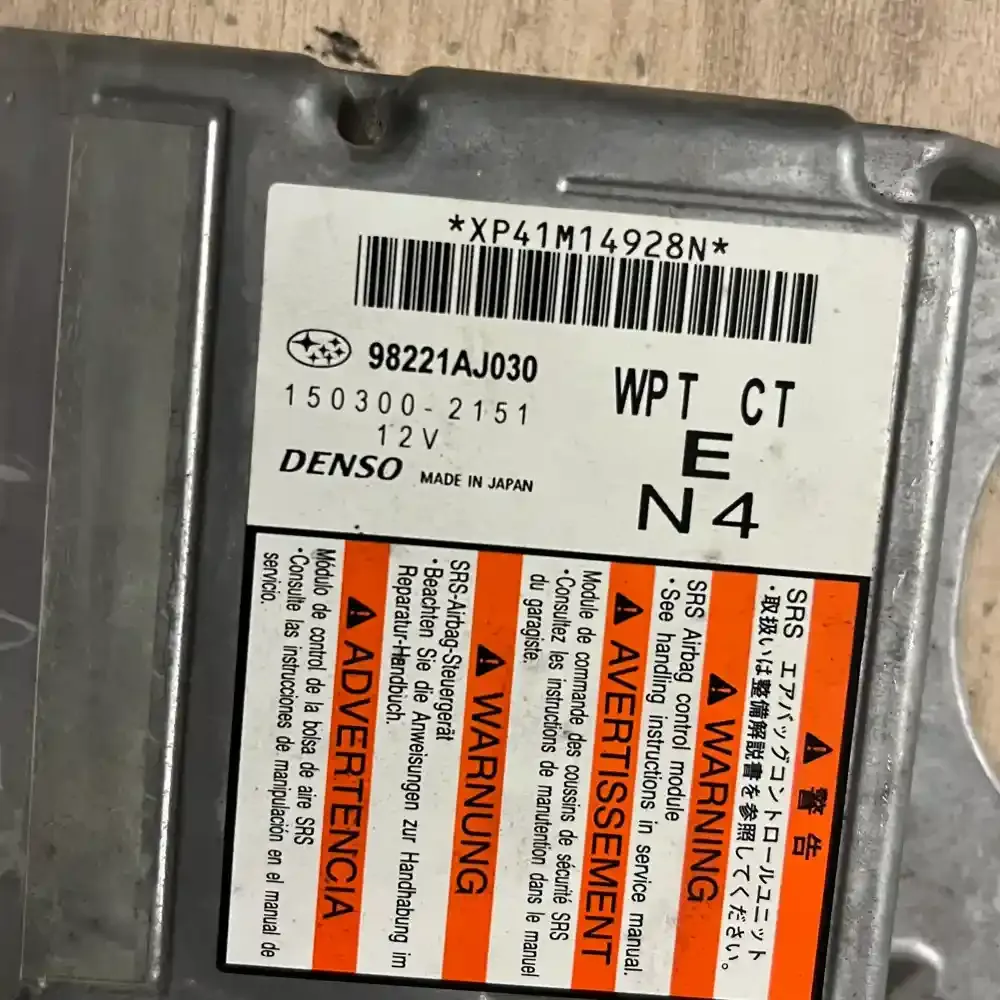 *XP41M14928N*
98221AJ030
150300-2151
12V
DENSO MADE IN JAPAN
WPT CT
E
N4
警告
SRS エアバッグコントロールユニット
・取扱いは整備解説書を参照してください。
WARNING
SRS Airbag control module
・See handling instructions in service manual.
AVERTISSEMENT
Module de commande des coussins de sécurité SRS
・Consultez les instructions de manutention dans le manuel
du garagiste.
WARNUNG
SRS-Airbag-Steuergerät
・Beachten Sie die Anweisungen zur Handhabung im
Reparatur-Handbuch.
ADVERTENCIA
Módulo de control de la bolsa de aire SRS
・Consulte las instrucciones de manipulación en el manual de
servicio.